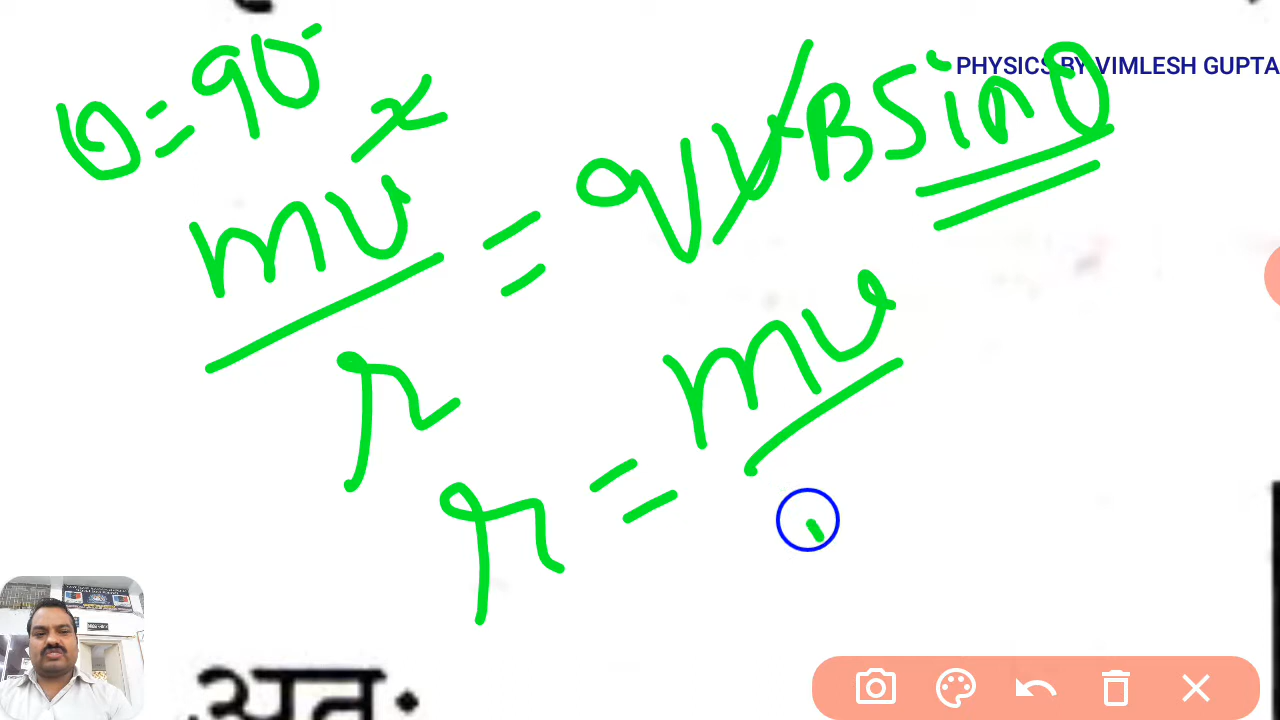 PHYSICS BY VIMLESH GUPTA
θ = 90°
mv² / r = qvB Sinθ
r = mv
अतः